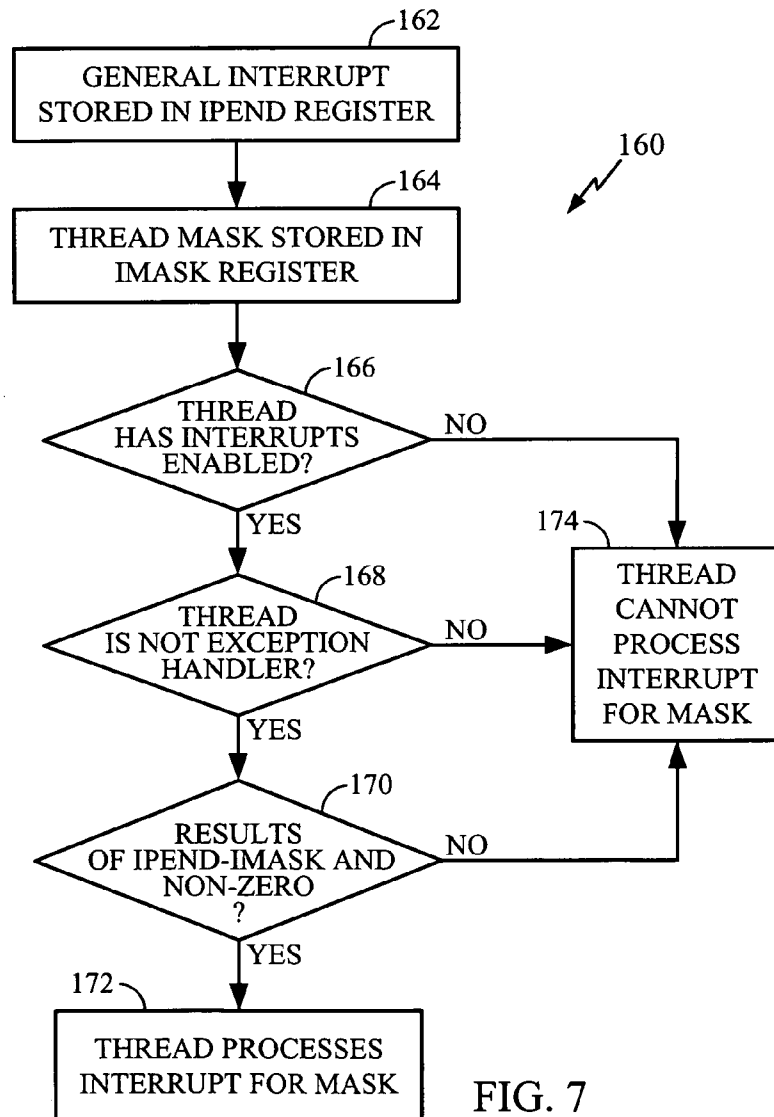 162
GENERAL INTERRUPT
STORED IN IPEND REGISTER
160
164
THREAD MASK STORED IN
IMASK REGISTER
166
THREAD
HAS INTERRUPTS
ENABLED?
NO
YES
174
THREAD
CANNOT
PROCESS
INTERRUPT
FOR MASK
168
THREAD
IS NOT EXCEPTION
HANDLER?
NO
YES
170
RESULTS
OF IPEND-IMASK AND
NON-ZERO
?
NO
YES
172
THREAD PROCESSES
INTERRUPT FOR MASK
FIG. 7